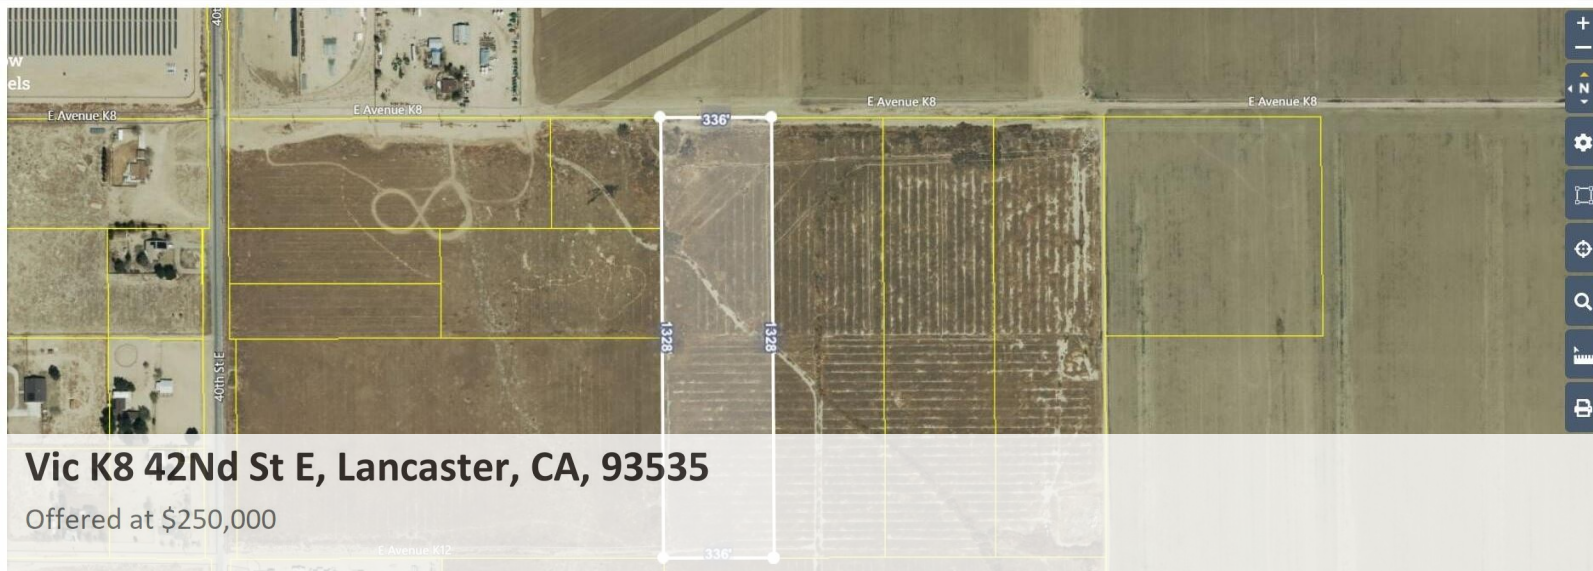 40t
ow
els
E Avenue K8
E Avenue K8
E Avenue K8
E Avenue K8
N
336'
1328'
1328'
40th St E
Vic K8 42Nd St E, Lancaster, CA, 93535
Offered at $250,000
E Avenue K12
336'